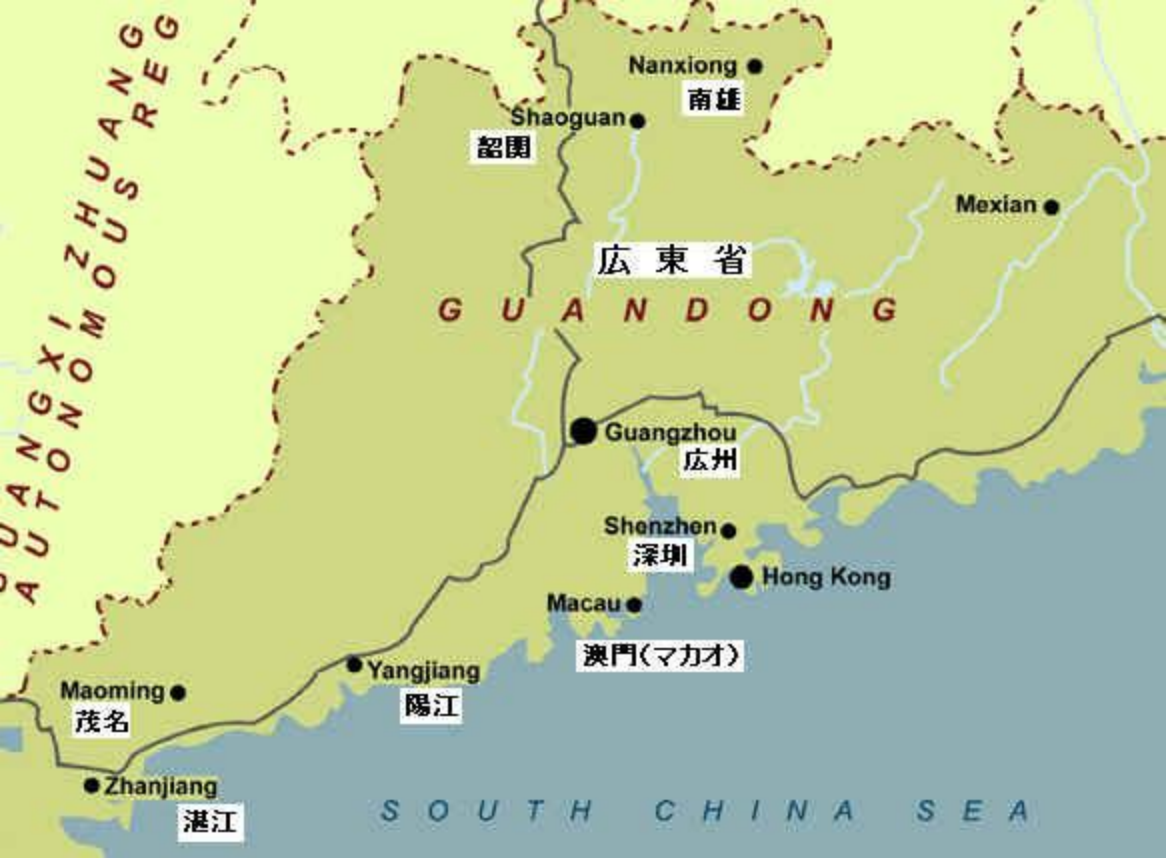 Nanxiong
南雄
Shaoguan
韶関
Mexian
広東省
GUANDONG
GUANGXI ZHUANG
AUTONOMOUS REG
Guangzhou
広州
Shenzhen
深圳
Hong Kong
Macau
澳門(マカオ)
Yangjiang
陽江
Maoming
茂名
Zhanjiang
湛江
SOUTH CHINA SEA